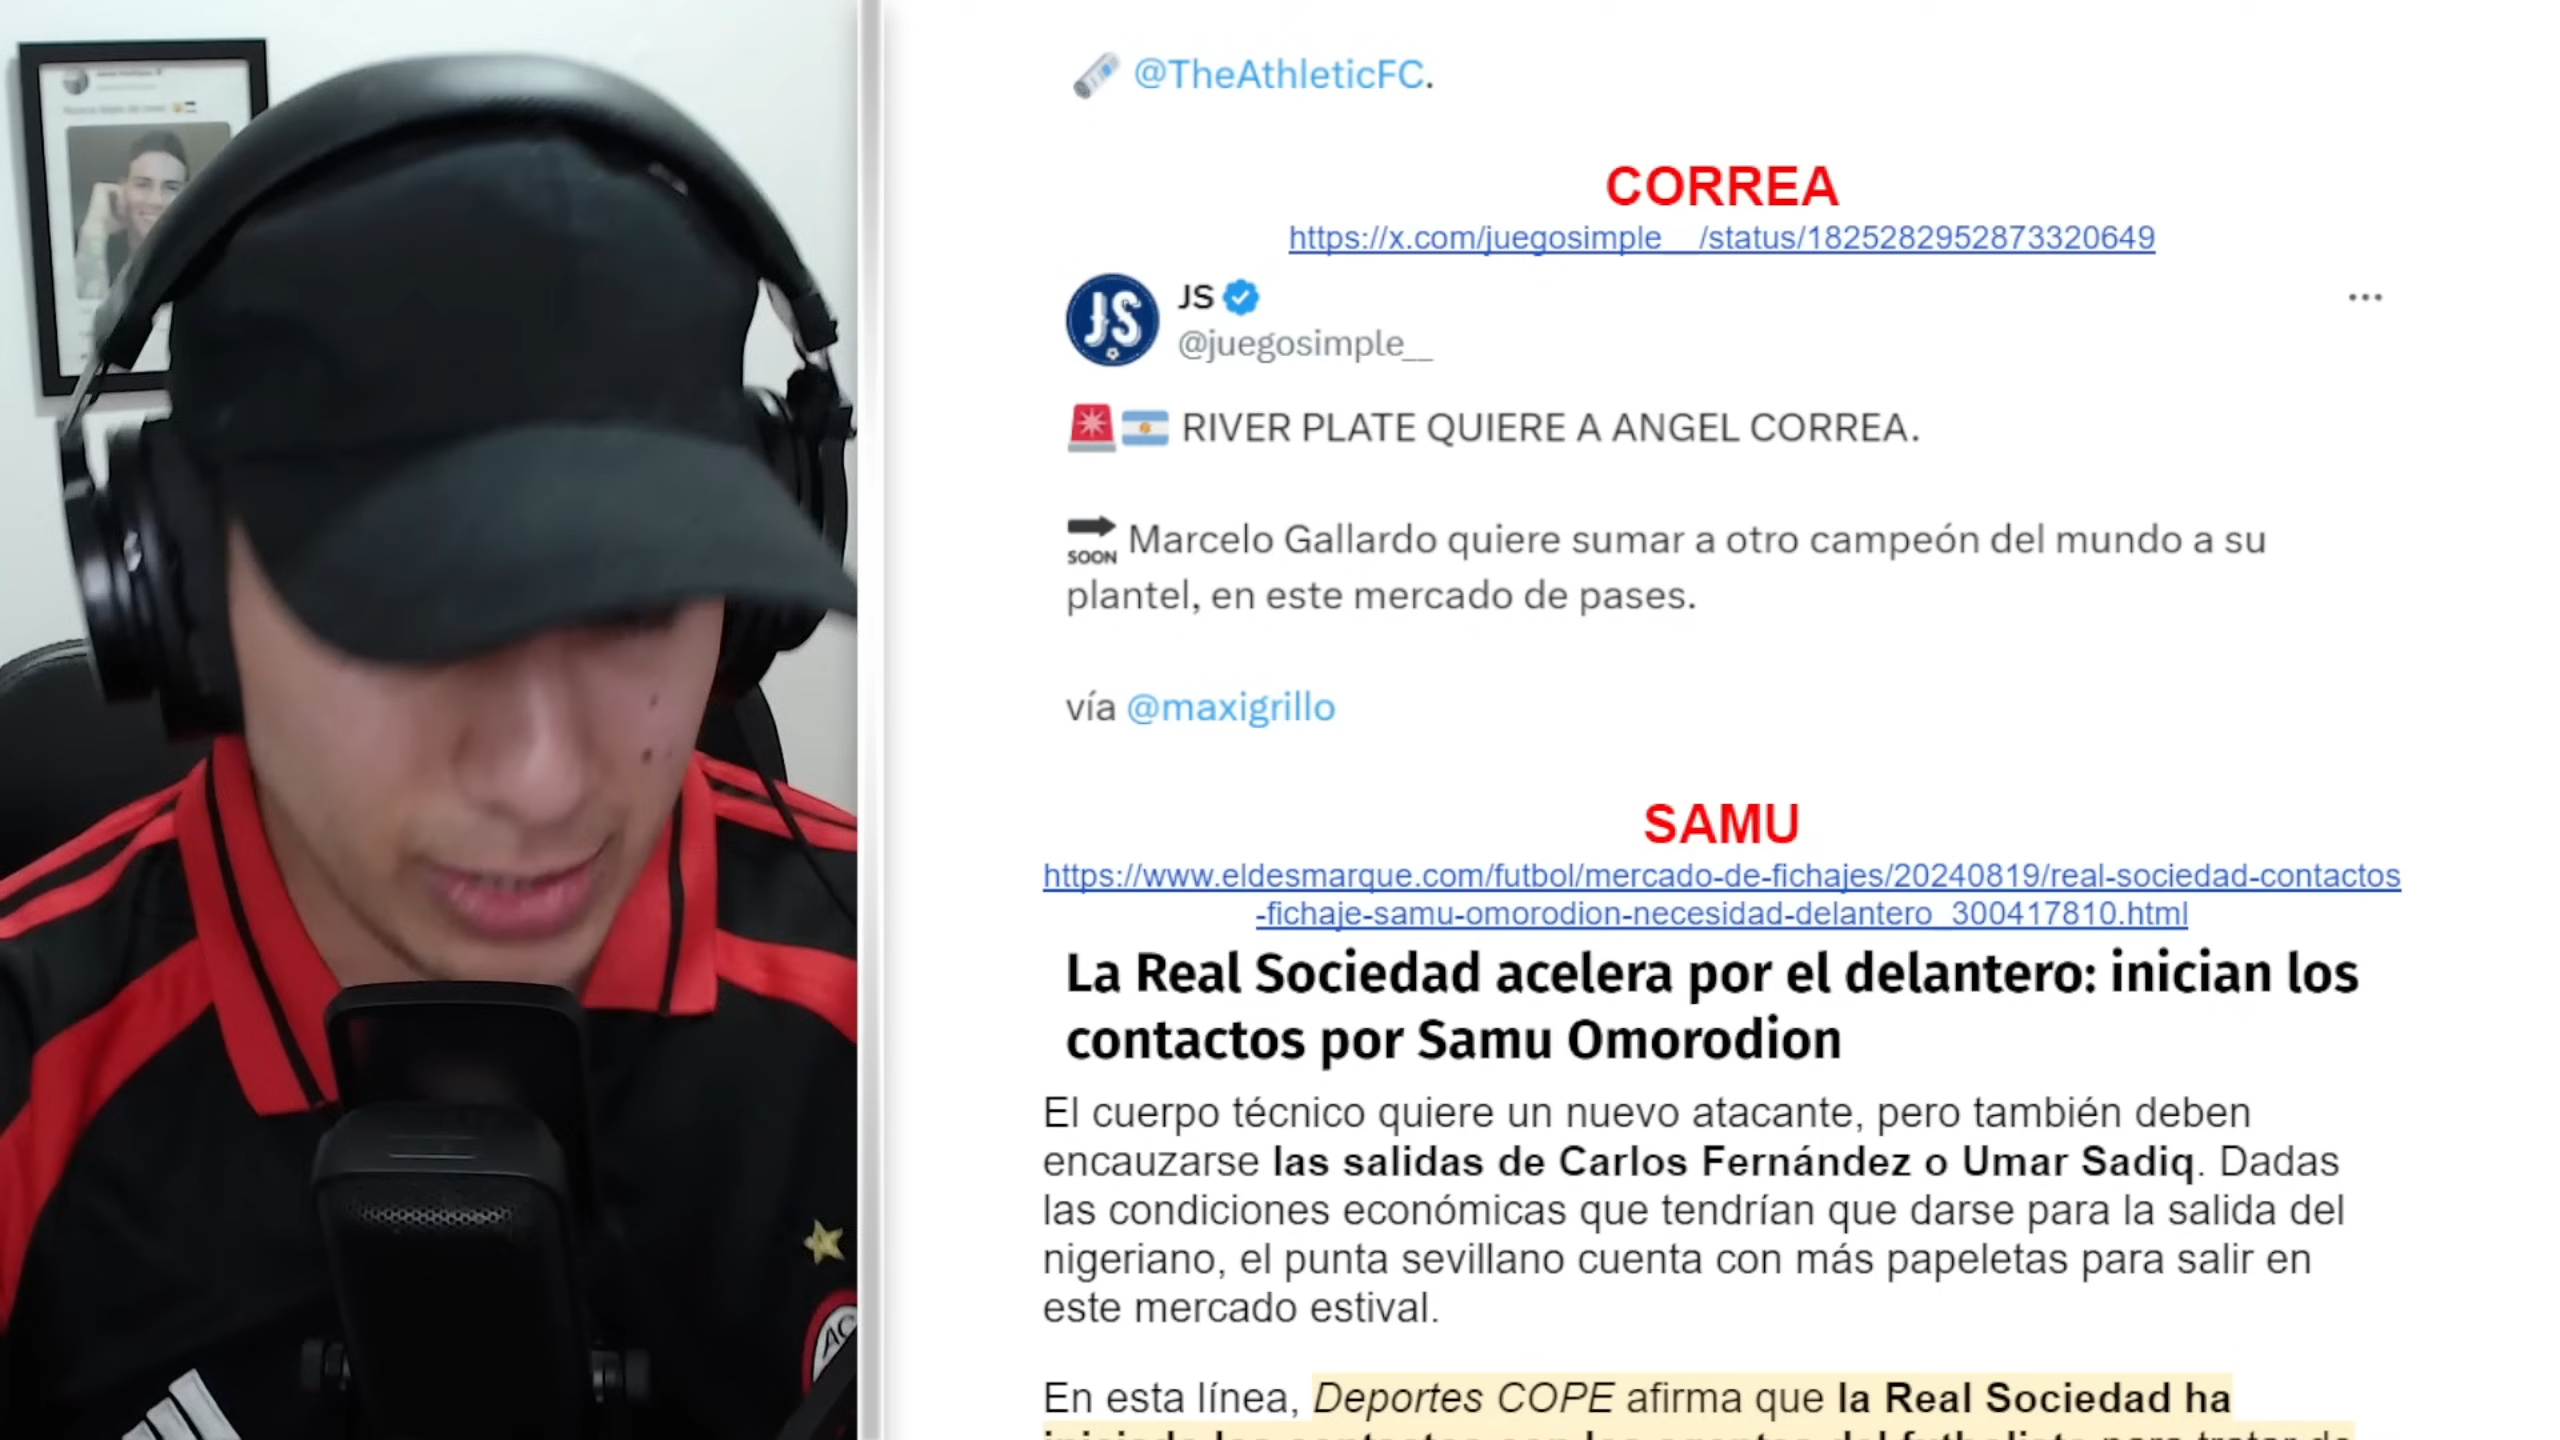 @TheAthleticFC.
CORREA
https://x.com/juegosimple__/status/1825282952873320649
JS
@juegosimple__
RIVER PLATE QUIERE A ANGEL CORREA.
SOON Marcelo Gallardo quiere sumar a otro campeón del mundo a su
plantel, en este mercado de pases.
vía @maxigrillo
SAMU
https://www.eldesmarque.com/futbol/mercado-de-fichajes/20240819/real-sociedad-contactos
-fichaje-samu-omorodion-necesidad-delantero_300417810.html
La Real Sociedad acelera por el delantero: inician los
contactos por Samu Omorodion
El cuerpo técnico quiere un nuevo atacante, pero también deben
encauzarse las salidas de Carlos Fernández o Umar Sadiq. Dadas
las condiciones económicas que tendrían que darse para la salida del
nigeriano, el punta sevillano cuenta con más papeletas para salir en
este mercado estival.
En esta línea, Deportes COPE afirma que la Real Sociedad ha
AC